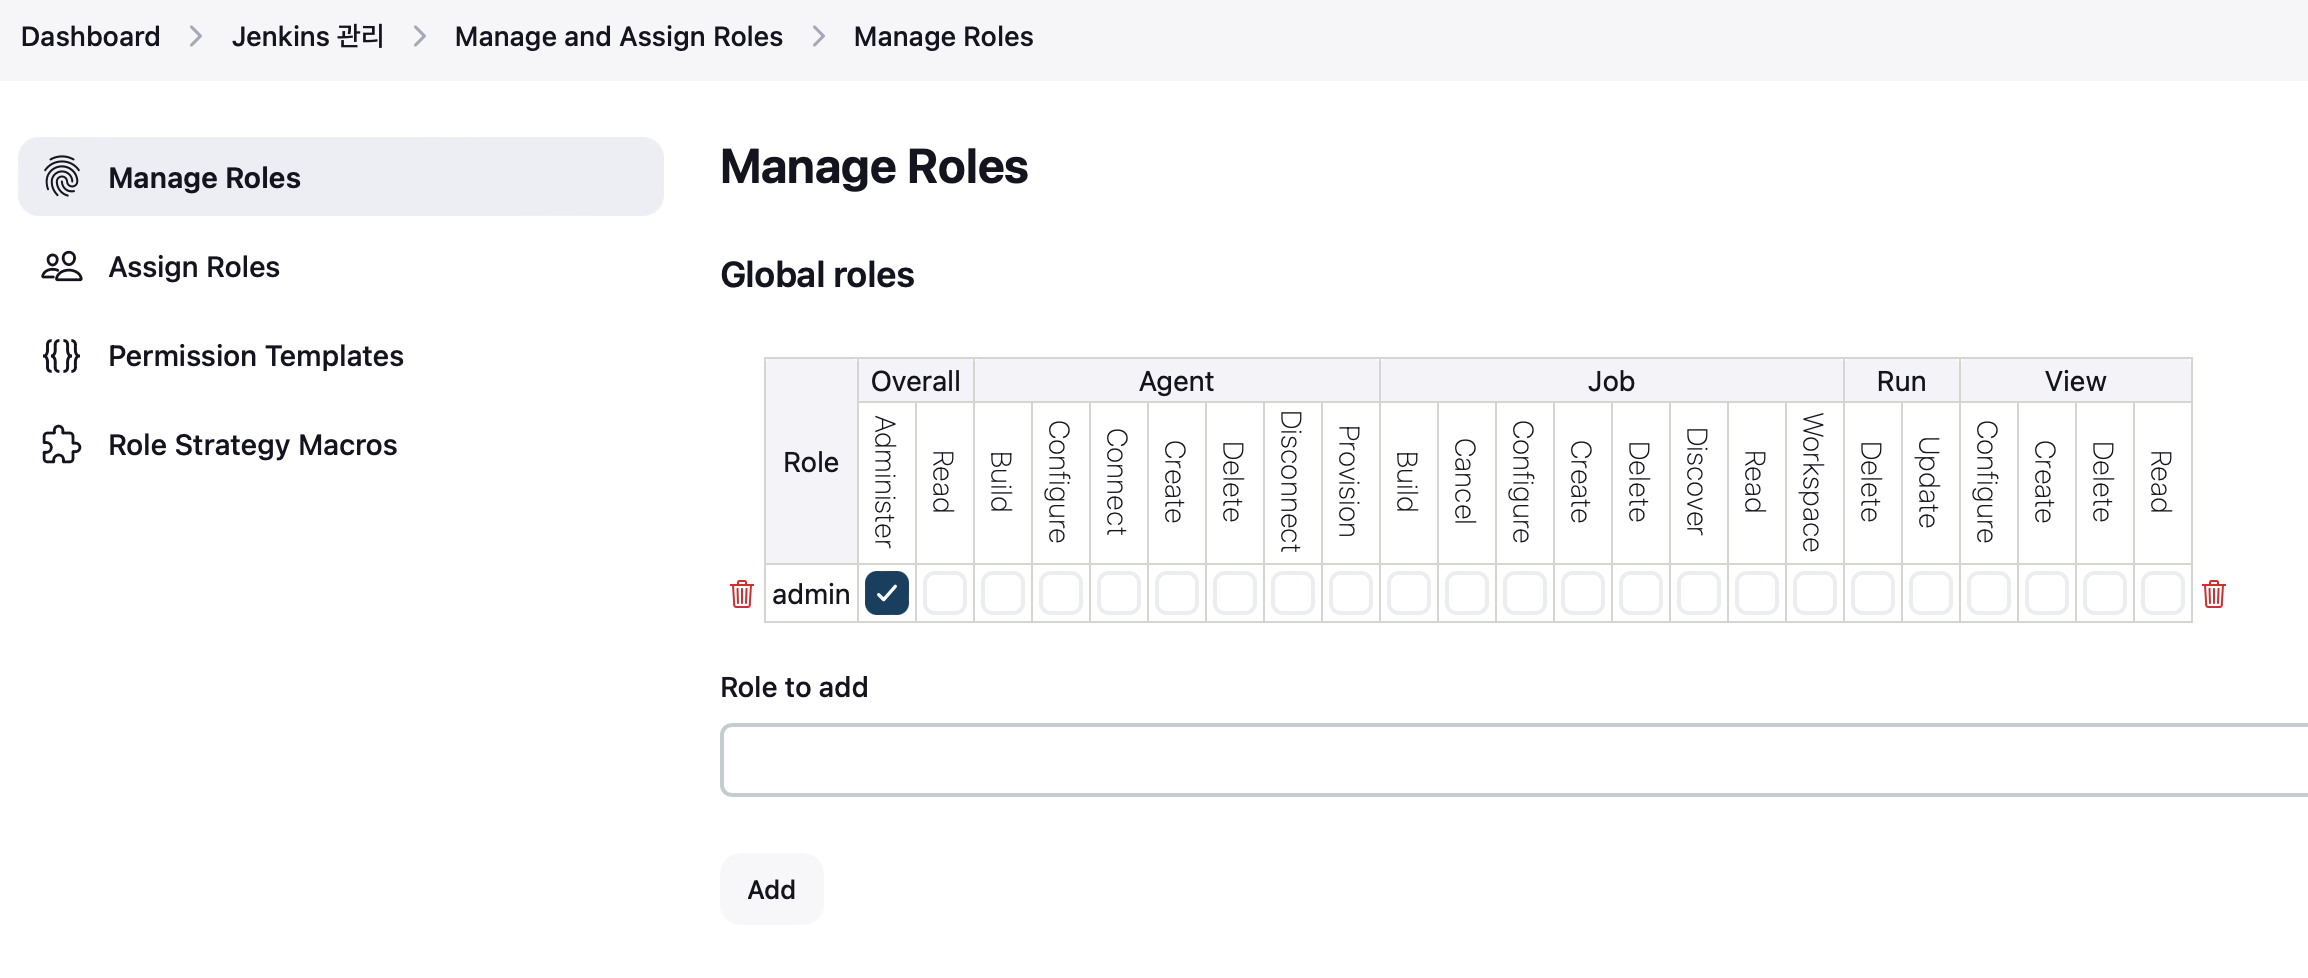 Dashboard > Jenkins 관리 > Manage and Assign Roles > Manage Roles
Manage Roles
Assign Roles
Permission Templates
Role Strategy Macros
Manage Roles
Global roles
Role Overall Agent Job Run View
Administer Read Build Configure Connect Create Delete Disconnect Provision Build Cancel Configure Create Delete Discover Read Workspace Delete Update Configure Create Delete Read
admin
Role to add
Add